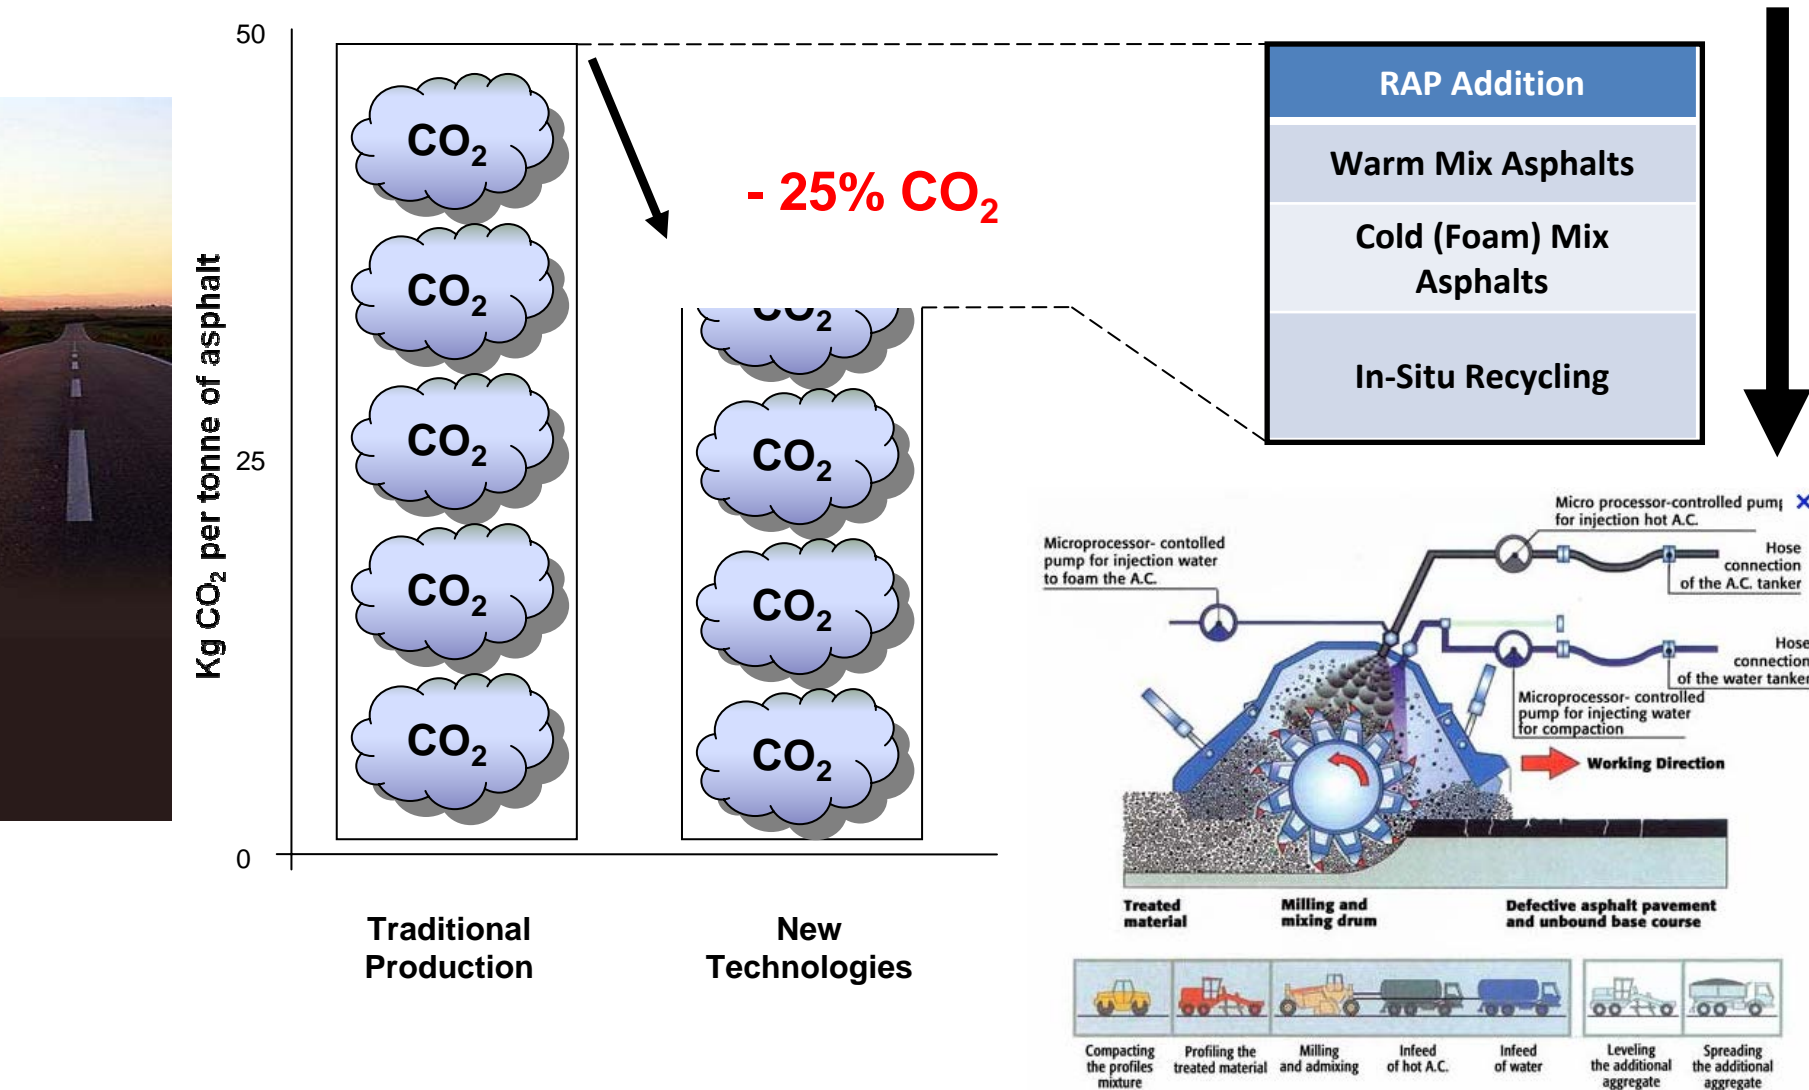 50
25
0
Kg CO₂ per tonne of asphalt
CO₂
CO₂
CO₂
CO₂
CO₂
Traditional
Production
- 25% CO₂
CO₂
CO₂
CO₂
CO₂
New
Technologies
RAP Addition
Warm Mix Asphalts
Cold (Foam) Mix
Asphalts
In-Situ Recycling
Microprocessor- contolled
pump for injection water
to foam the A.C.
Micro processor-controlled pump
for injection hot A.C.
Hose
connection
of the A.C. tanker
Hose
connection
of the water tanker
Microprocessor- controlled
pump for injecting water
for compaction
Working Direction
Treated
material
Milling and
mixing drum
Defective asphalt pavement
and unbound base course
Compacting
the profiles
mixture
Profiling the
treated material
Milling
and admixing
Infeed
of hot A.C.
Infeed
of water
Leveling
the additional
aggregate
Spreading
the additional
aggregate